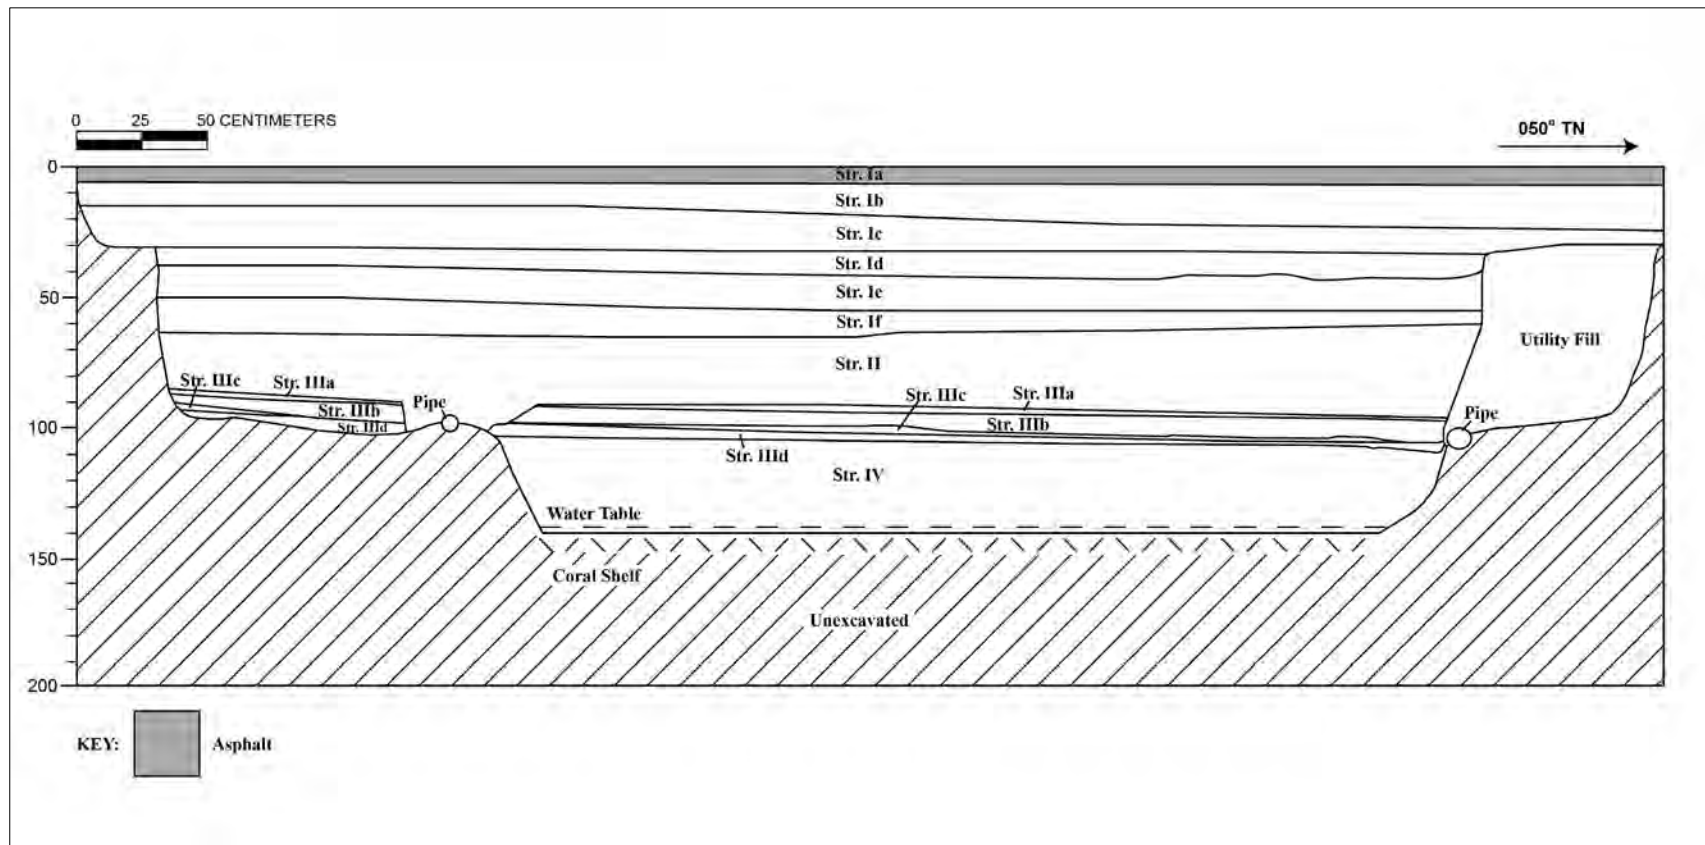 0 25 50 CENTIMETERS
050° TN
0
Str. Ia
Str. Ib
Str. Ic
Str. Id
Str. Ie
50
Str. If
Utility Fill
Str. II
Str. IIIc
Str. IIIa
Str. IIIc
Str. IIIa
Pipe
Str. IIIb
Pipe
Str. IIIb
Str. IIId
100
Str. IIId
Str. IV
Water Table
150
Coral Shelf
Unexcavated
200
KEY:
Asphalt